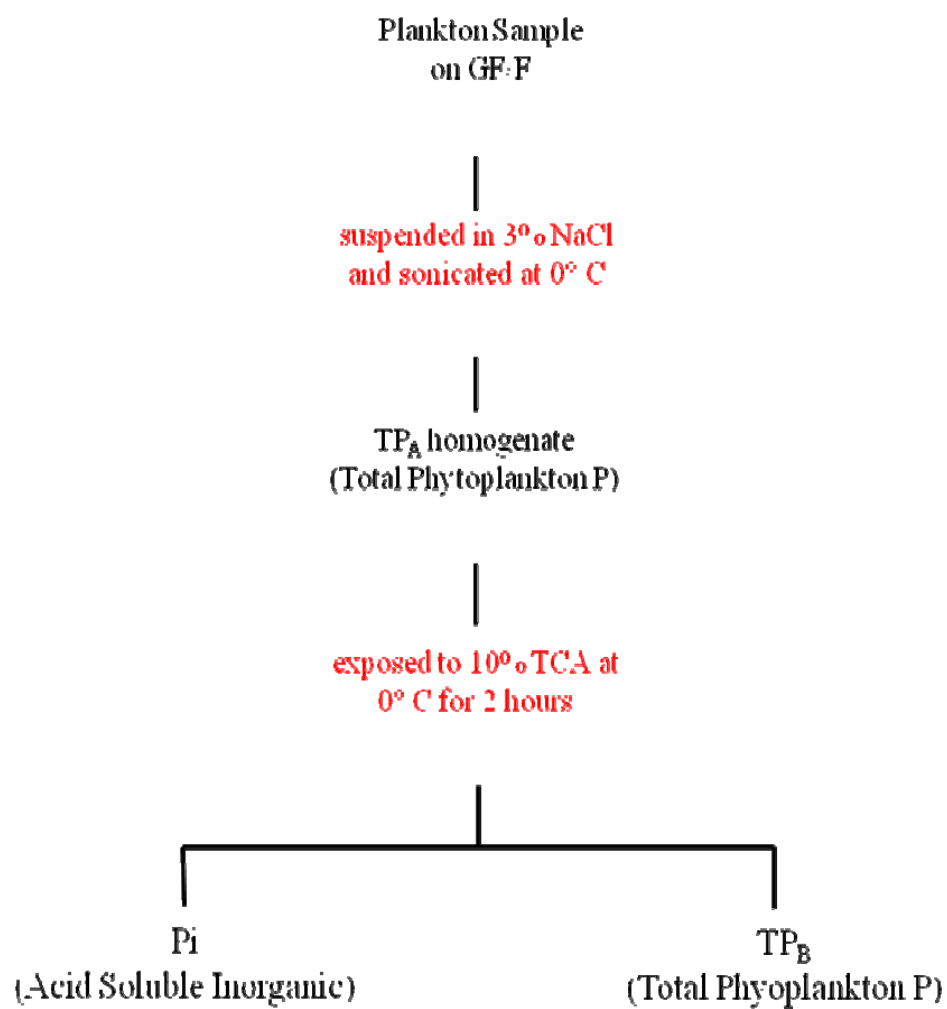 Plankton Sample
on GF/F
suspended in 3% NaCl
and sonicated at 0° C
TPA homogenate
(Total Phytoplankton P)
exposed to 10% TCA at
0° C for 2 hours
Pi
(Acid Soluble Inorganic)
TPB
(Total Phyoplankton P)